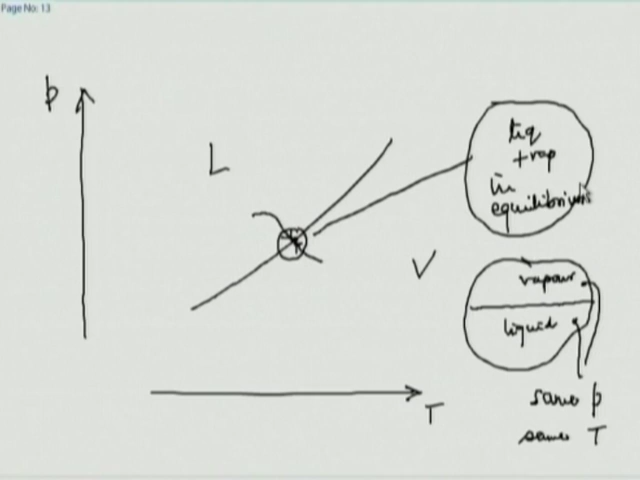 Page No: 13
p
L
V
T
liq
+vap
in
equilibrium
vapour
liquid
same p
same T